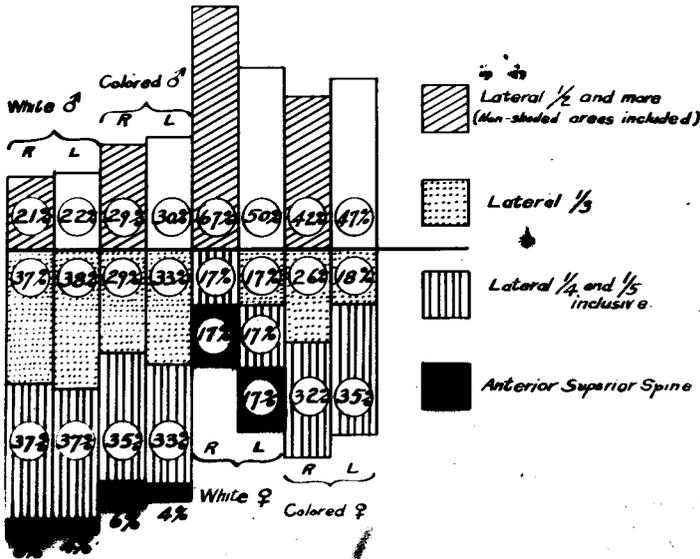 White ♂
R L
Colored ♂
R L
21% 22% 29% 30% 67% 50% 42% 47%
37% 38% 29% 33% 17% 17% 26% 18%
17% 17%
17% 32% 35%
37% 37% 35% 33%
R L
White ♀
R L
Colored ♀
6% 4%
4%
Lateral 1/2 and more
(Non-shaded areas included)
Lateral 1/3
Lateral 1/4 and 1/5
inclusive.
Anterior Superior Spine